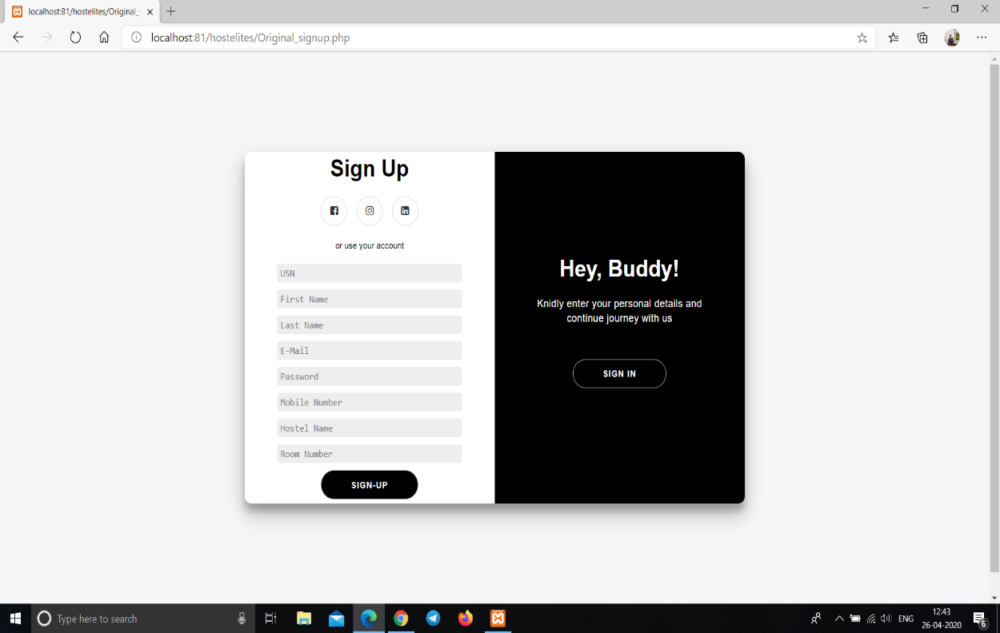 localhost:81/hostelites/Original_s
localhost:81/hostelites/Original_signup.php
Sign Up
or use your account
USN
First Name
Last Name
E-Mail
Password
Mobile Number
Hostel Name
Room Number
SIGN-UP
Hey, Buddy!
Knidly enter your personal details and
continue journey with us
SIGN IN
Type here to search
ENG
12:43
26-04-2020
6